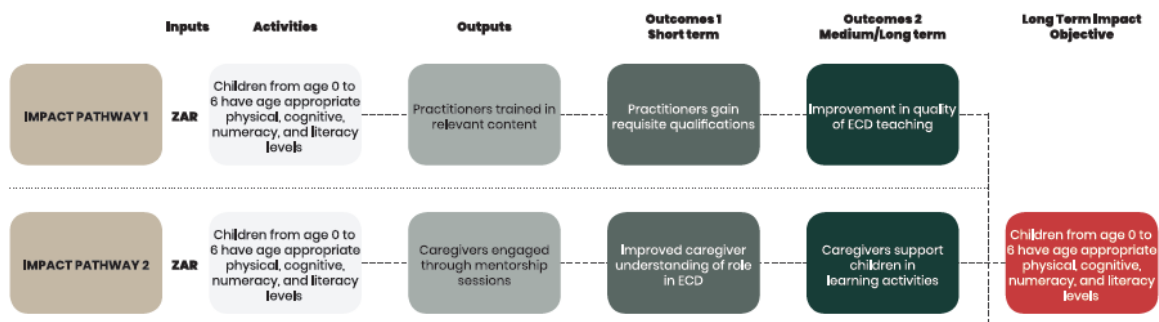 Inputs
Activities
Outputs
Outcomes 1
Short term
Outcomes 2
Medium/Long term
Long Term Impact
Objective
IMPACT PATHWAY 1
ZAR
Children from age 0 to
6 have age appropriate
physical, cognitive,
numeracy, and literacy
levels
Practitioners trained in
relevant content
Practitioners gain
requisite qualifications
Improvement in quality
of ECD teaching
IMPACT PATHWAY 2
ZAR
Children from age 0 to
6 have age appropriate
physical, cognitive,
numeracy, and literacy
levels
Caregivers engaged
through mentorship
sessions
Improved caregiver
understanding of role
in ECD
Caregivers support
children in
learning activities
Children from age 0 to
6 have age appropriate
physical, cognitive,
numeracy, and literacy
levels